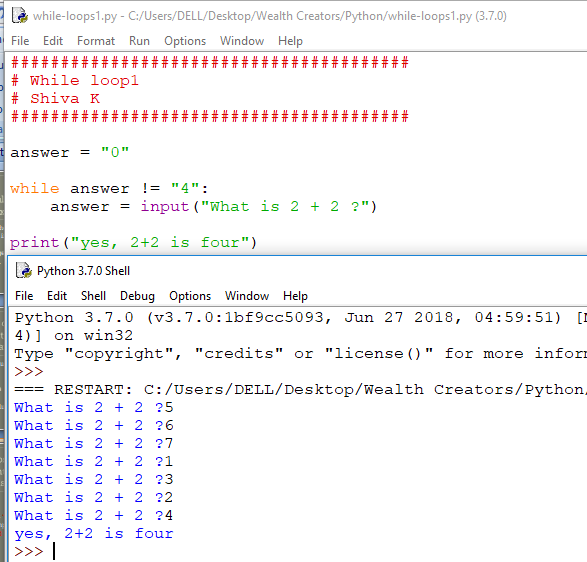 while-loops1.py - C:/Users/DELL/Desktop/Wealth Creators/Python/while-loops1.py (3.7.0)
File Edit Format Run Options Window Help
########################################
# While loop1
# Shiva K
########################################
answer = "0"
while answer != "4":
    answer = input("What is 2 + 2 ?")
print("yes, 2+2 is four")
Python 3.7.0 Shell
File Edit Shell Debug Options Window Help
Python 3.7.0 (v3.7.0:1bf9cc5093, Jun 27 2018, 04:59:51) [M
4)] on win32
Type "copyright", "credits" or "license()" for more infor
>>>
=== RESTART: C:/Users/DELL/Desktop/Wealth Creators/Python/
What is 2 + 2 ?5
What is 2 + 2 ?6
What is 2 + 2 ?7
What is 2 + 2 ?1
What is 2 + 2 ?3
What is 2 + 2 ?2
What is 2 + 2 ?4
yes, 2+2 is four
>>>